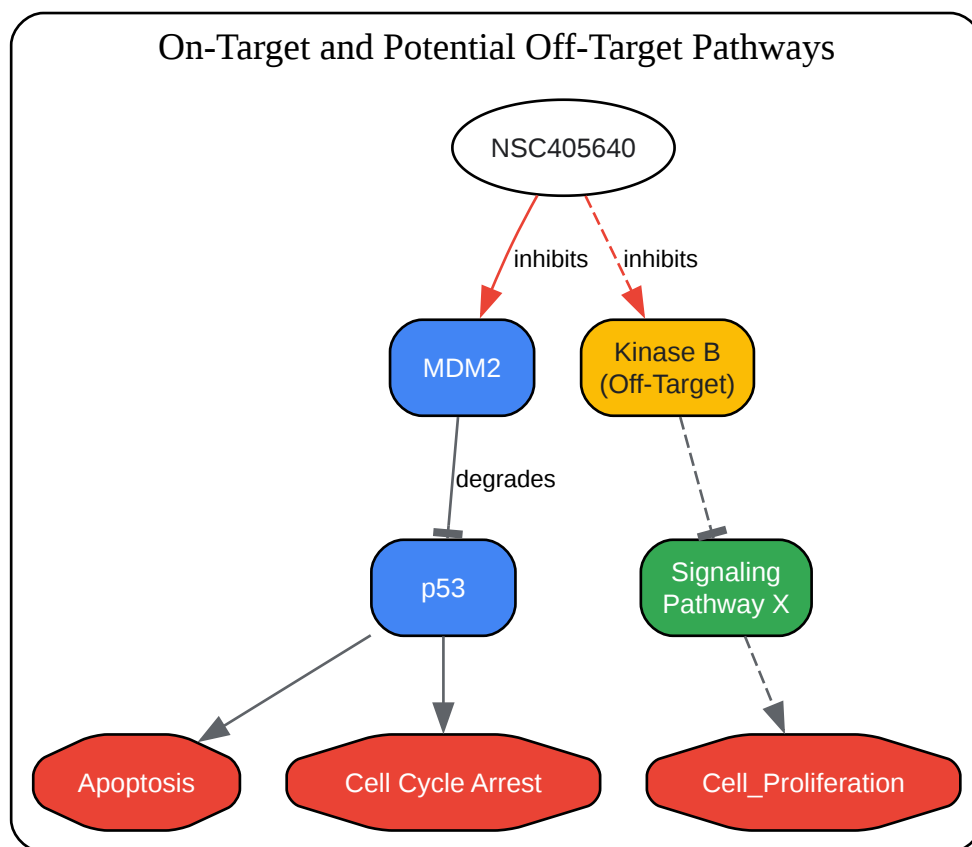 On-Target and Potential Off-Target Pathways
NSC405640
inhibits
inhibits
MDM2
Kinase B
(Off-Target)
degrades
p53
Signaling
Pathway X
Apoptosis
Cell Cycle Arrest
Cell_Proliferation